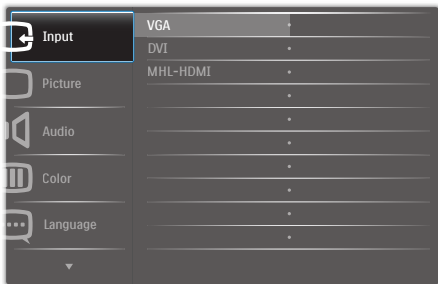 Input
Picture
Audio
Color
Language
VGA
DVI
MHL-HDMI